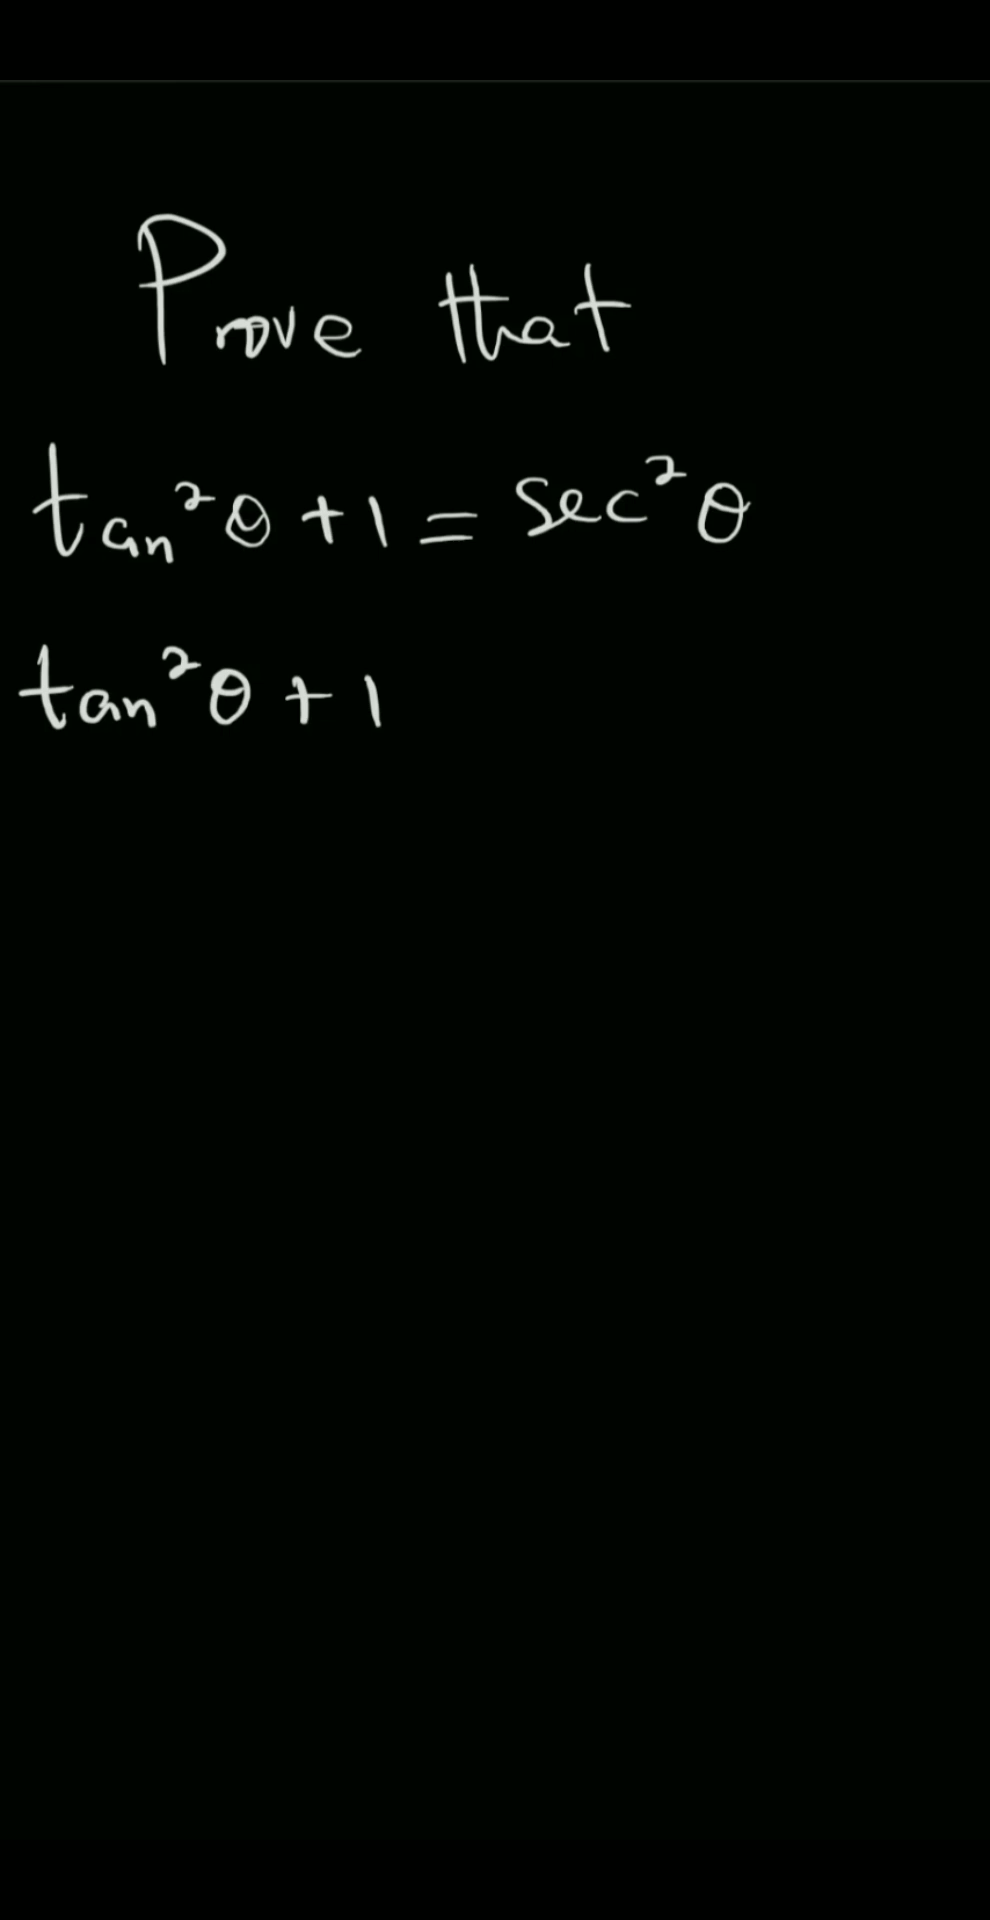 Prove that
tan²θ + 1 = sec²θ
tan²θ + 1